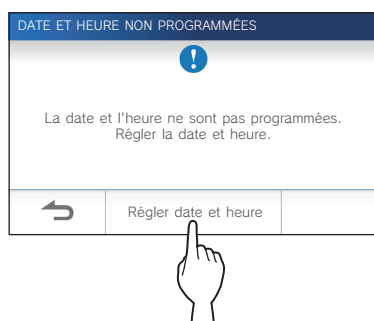 DATE ET HEURE NON PROGRAMMÉES
!
La date et l'heure ne sont pas programmées.
Régler la date et heure.
Régler date et heure